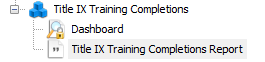 Title IX Training Completions
Dashboard
Title IX Training Completions Report